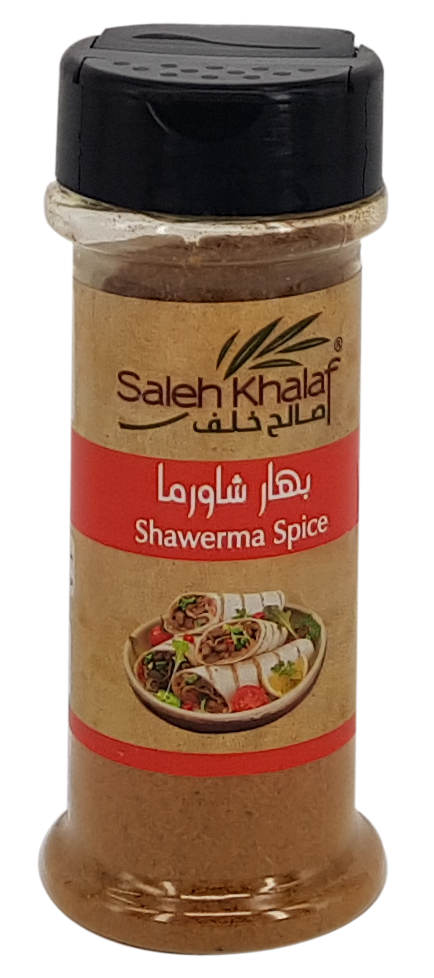 Saleh Khalaf®
صالح خلف
بهار شاورما
Shawerma Spice